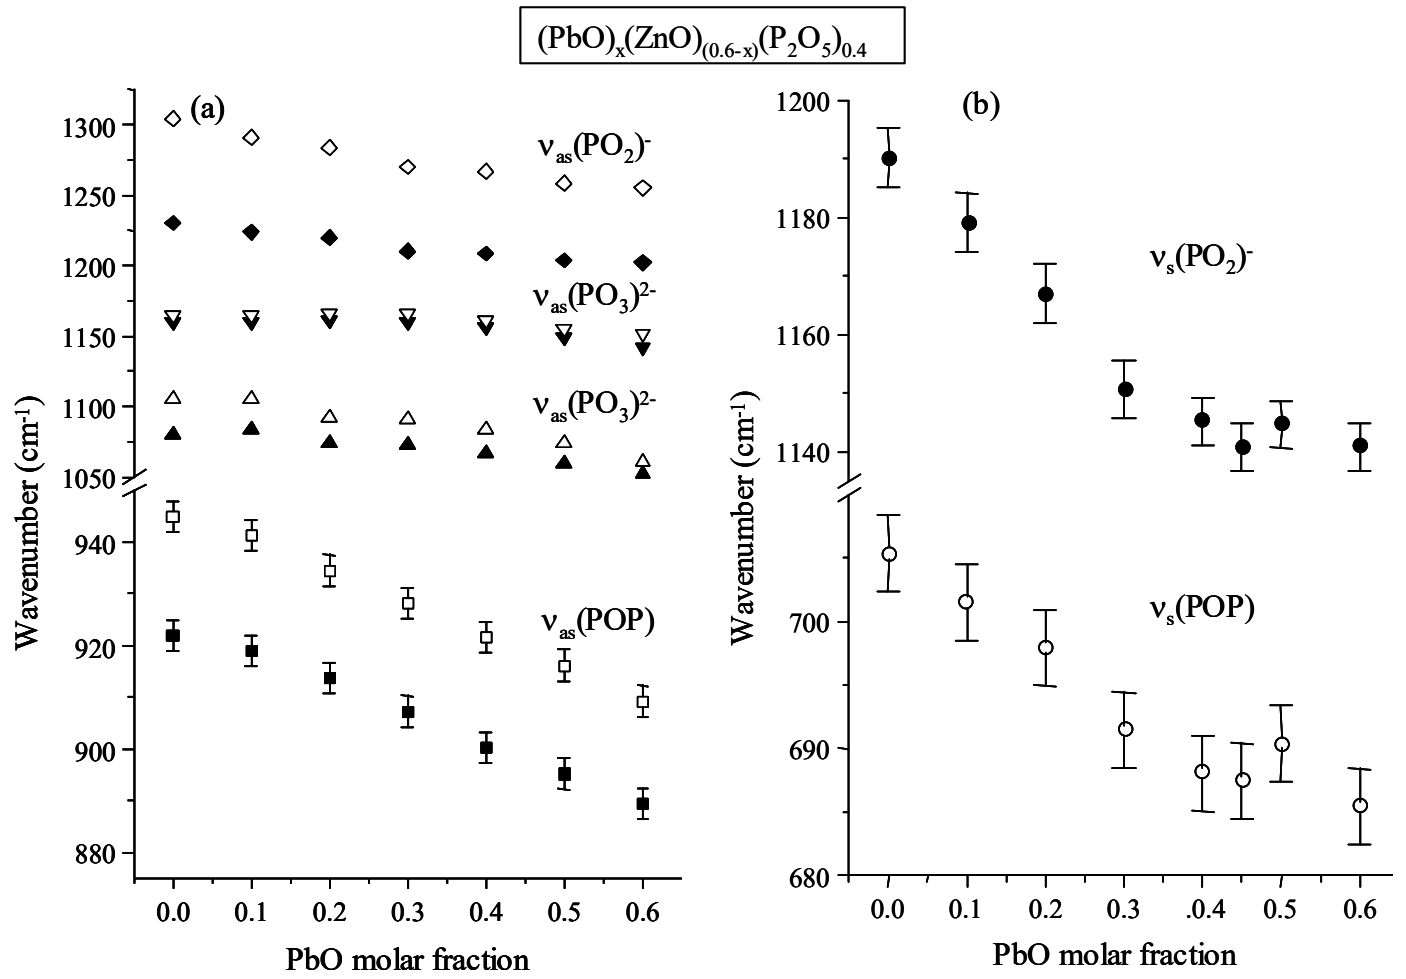 (PbO)x(ZnO)(0.6-x)(P2O5)0.4
(a)
1300
1250
1200
1150
1100
1050
940
920
900
880
Wavenumber (cm-1)
νas(PO2)-
νas(PO3)2-
νas(PO3)2-
νas(POP)
0.0 0.1 0.2 0.3 0.4 0.5 0.6
PbO molar fraction
(b)
1200
1180
1160
1140
700
690
680
Wavenumber (cm-1)
νs(PO2)-
νs(POP)
0.0 0.1 0.2 0.3 .0.4 0.5 0.6
PbO molar fraction